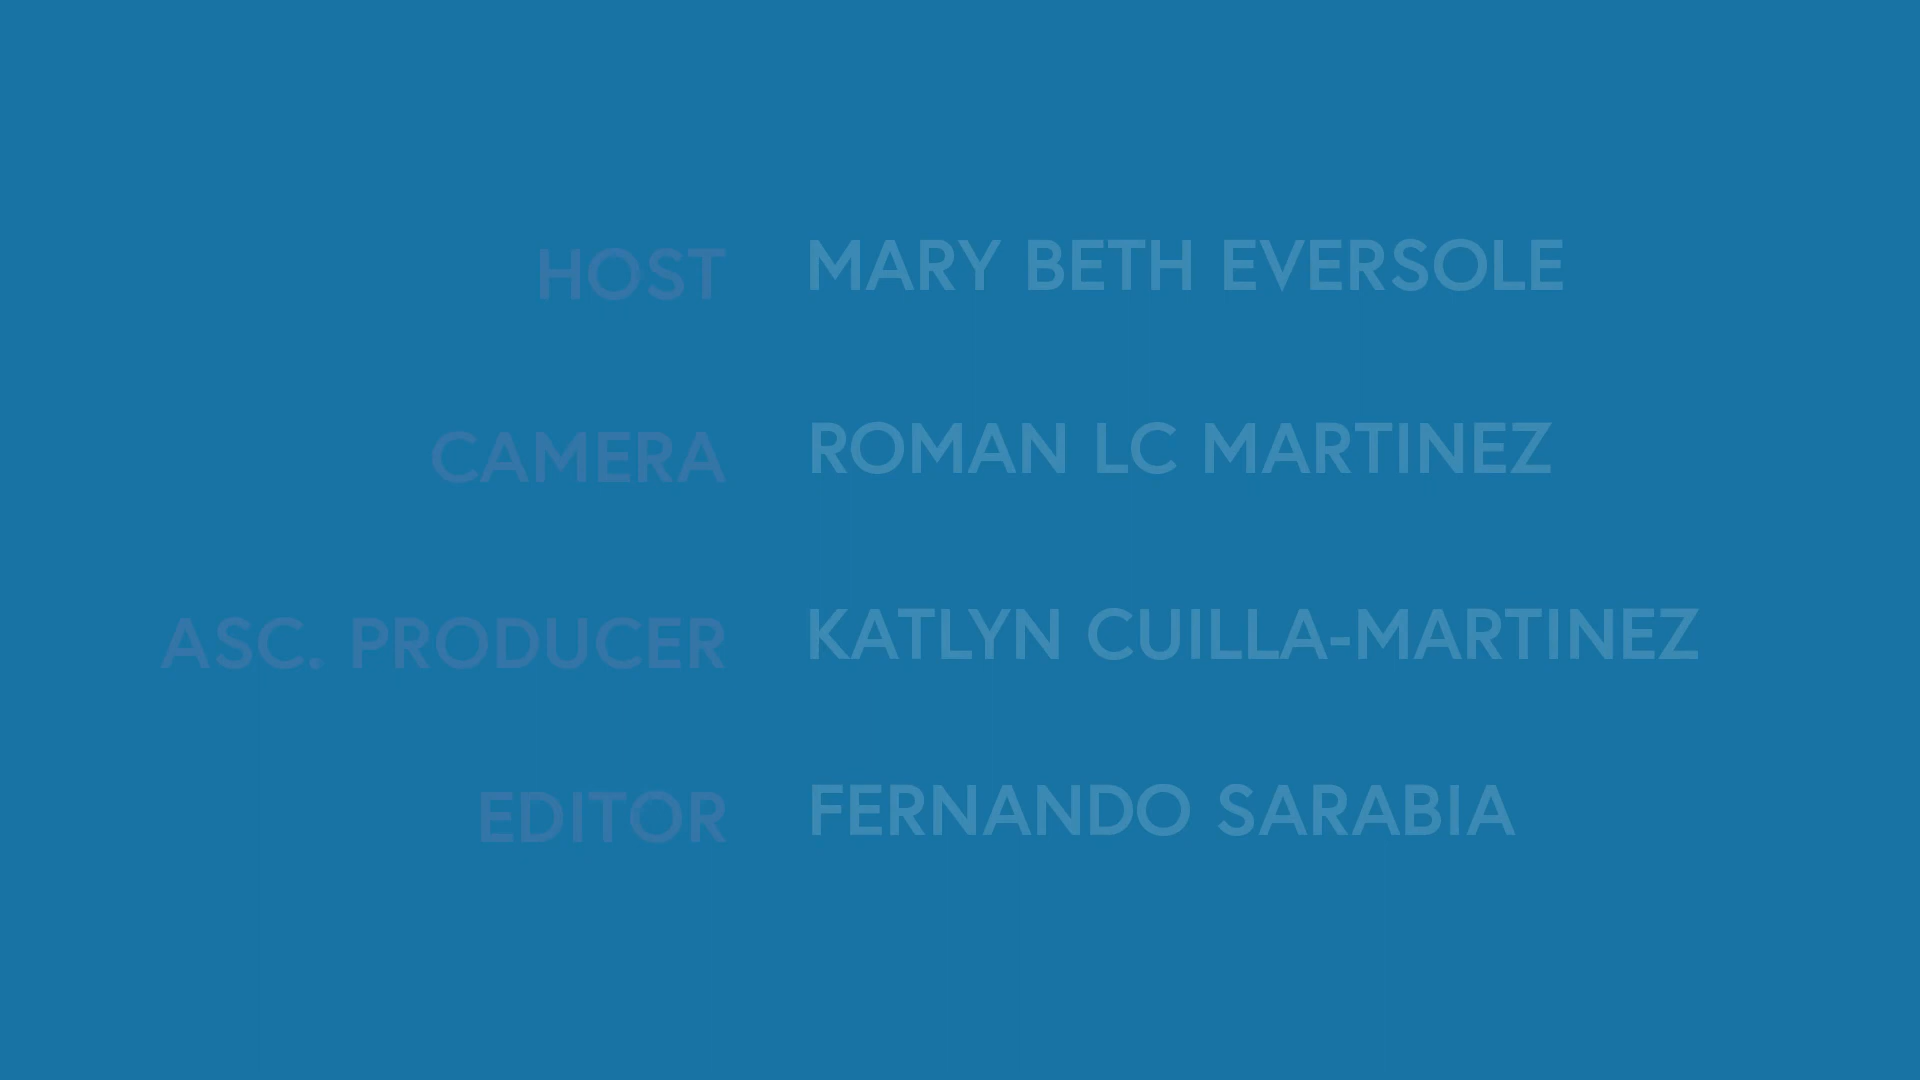 HOST MARY BETH EVERSOLE
CAMERA ROMAN LC MARTINEZ
ASC. PRODUCER KATLYN CUILLA-MARTINEZ
EDITOR FERNANDO SARABIA